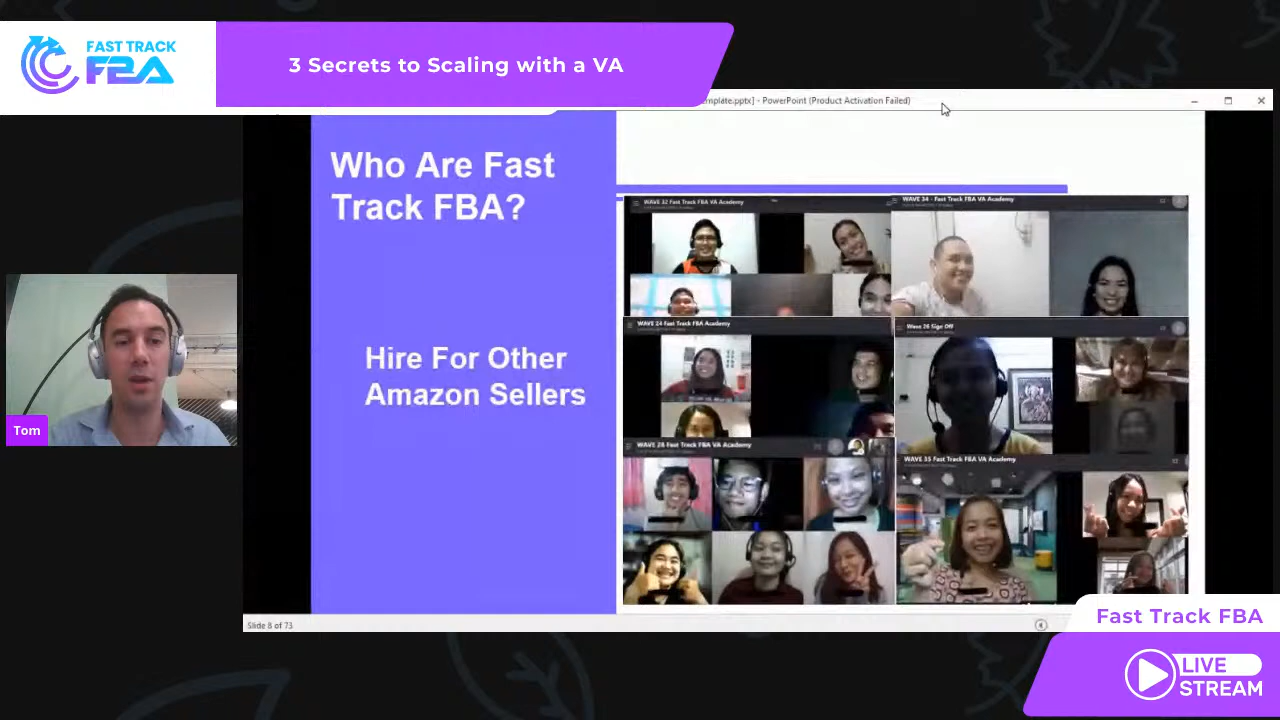 FAST TRACK
FBA
3 Secrets to Scaling with a VA
mplate.pptx] - PowerPoint (Product Activation Failed)
Who Are Fast
Track FBA?
Hire For Other
Amazon Sellers
WAVE 32 Fast Track FBA VA Academy
WAVE 34 - Fast Track FBA VA Academy
WAVE 24 Fast Track FBA Academy
Wave 26 Sign Off
WAVE 28 Fast Track FBA VA Academy
WAVE 35 Fast Track FBA VA Academy
Tom
Slide 8 of 73
Fast Track FBA
LIVE
STREAM